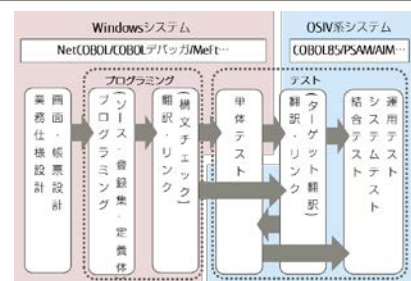 Windowsシステム
OSIV系システム
NetCOBOL/COBOLデバッガ/MeFt…
COBOL85/PSAM/AIM…
プログラミング
テスト
画面・帳票設計
業務仕様設計
(ソース・登録集・定義体)
プログラミング
(構文チェック)
翻訳・リンク
単体テスト
(ターゲット翻訳)
翻訳・リンク
運用テスト
システムテスト
結合テスト